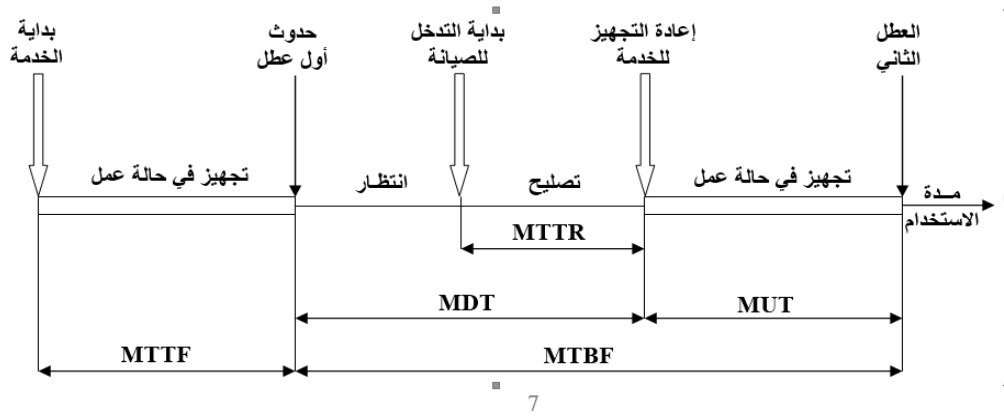 بداية
الخدمة
حدوث
أول عطل
بداية التدخل
للصيانة
إعادة التجهيز
للخدمة
العطل
الثاني
تجهيز في حالة عمل
انتظار
تصليح
تجهيز في حالة عمل
مـدة
الاستخدام
MTTR
MDT
MUT
MTTF
MTBF
7